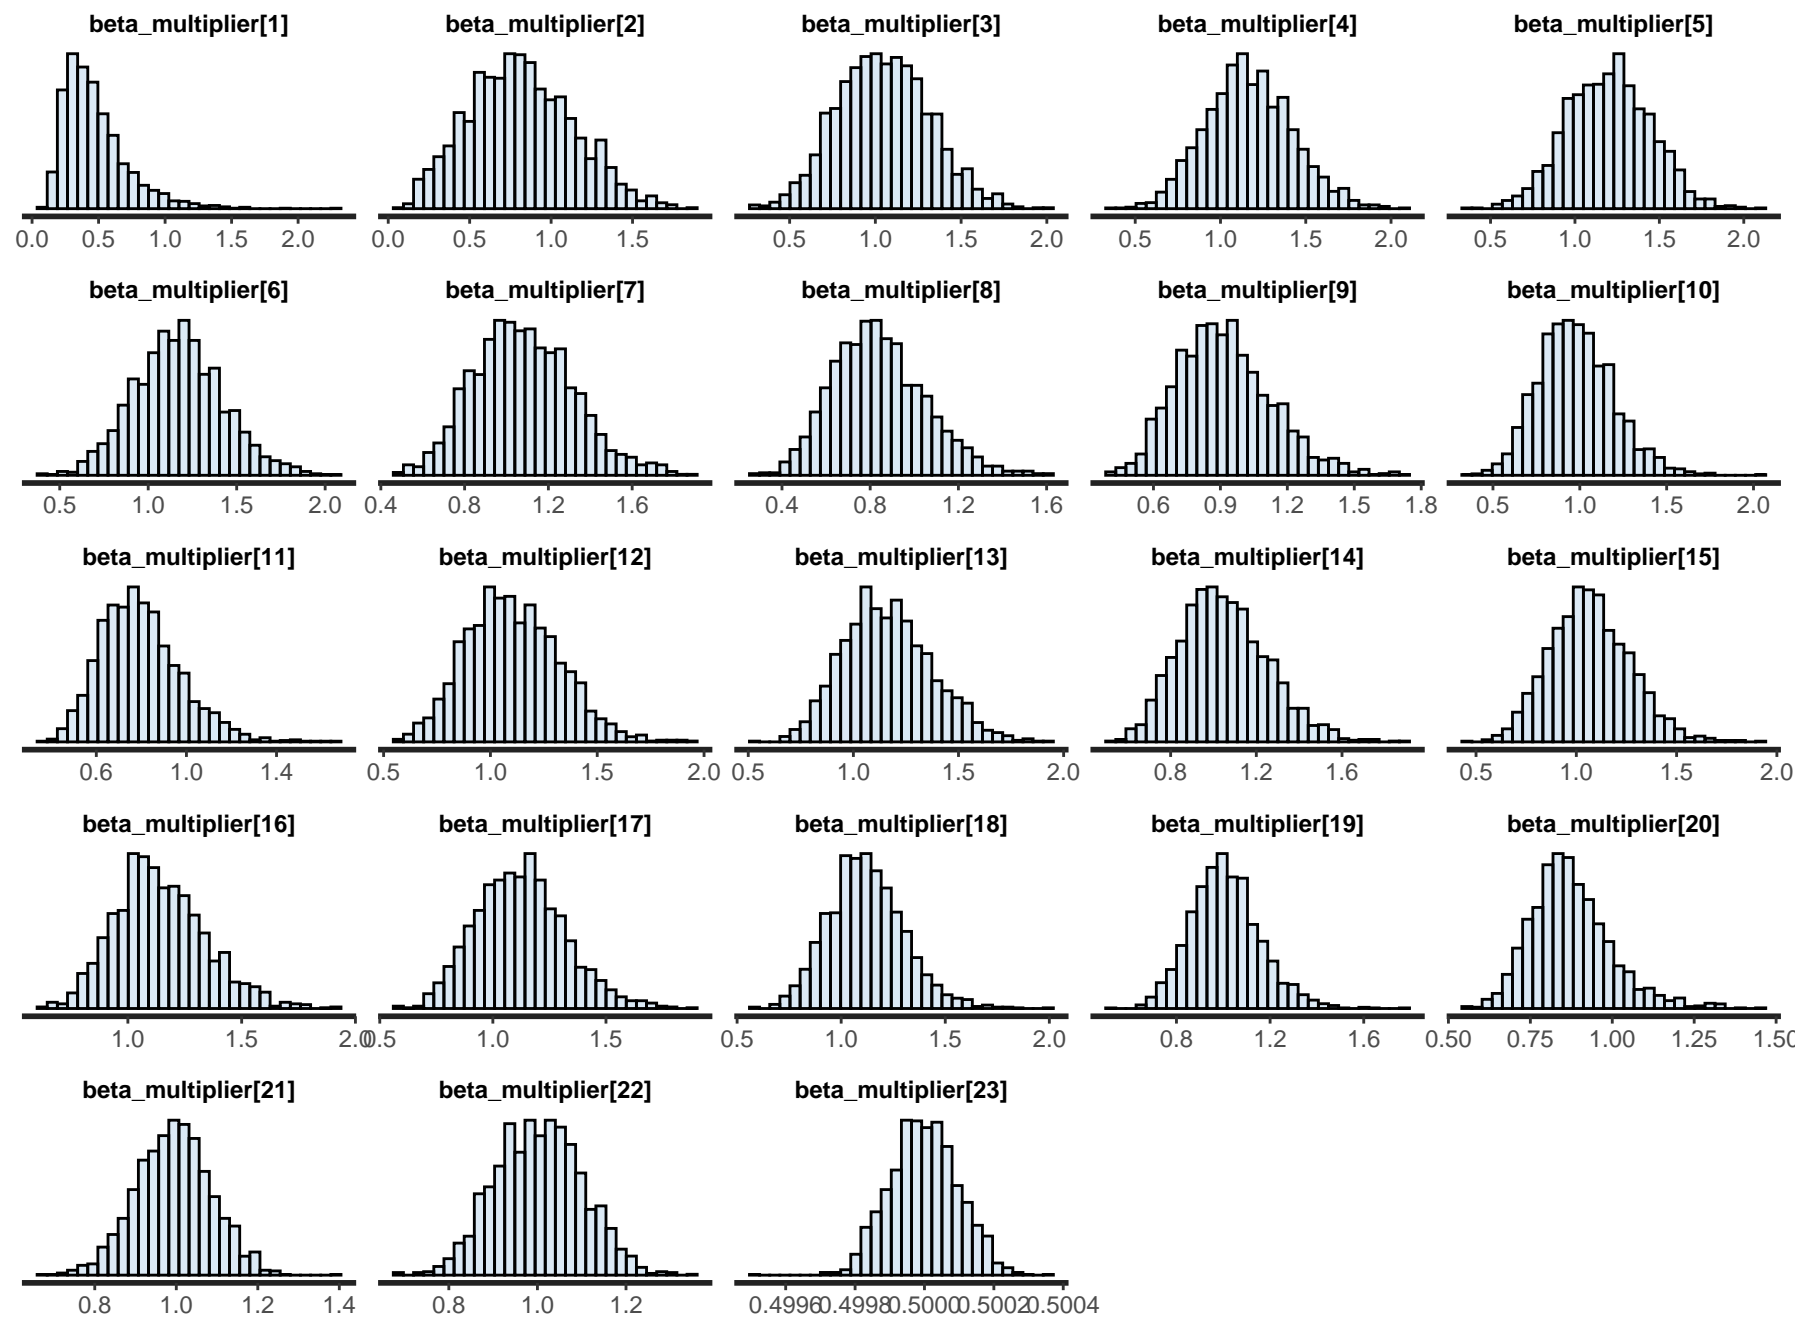 beta_multiplier[1] beta_multiplier[2] beta_multiplier[3] beta_multiplier[4] beta_multiplier[5]
0.0 0.5 1.0 1.5 2.0 0.0 0.5 1.0 1.5 0.5 1.0 1.5 2.0 0.5 1.0 1.5 2.0 0.5 1.0 1.5 2.0
beta_multiplier[6] beta_multiplier[7] beta_multiplier[8] beta_multiplier[9] beta_multiplier[10]
0.5 1.0 1.5 2.0 0.4 0.8 1.2 1.6 0.4 0.8 1.2 1.6 0.6 0.9 1.2 1.5 1.8 0.5 1.0 1.5 2.0
beta_multiplier[11] beta_multiplier[12] beta_multiplier[13] beta_multiplier[14] beta_multiplier[15]
0.6 1.0 1.4 0.5 1.0 1.5 2.0 0.5 1.0 1.5 2.0 0.8 1.2 1.6 0.5 1.0 1.5 2.0
beta_multiplier[16] beta_multiplier[17] beta_multiplier[18] beta_multiplier[19] beta_multiplier[20]
1.0 1.5 2.0 0.5 1.0 1.5 0.5 1.0 1.5 2.0 0.8 1.2 1.6 0.50 0.75 1.00 1.25 1.50
beta_multiplier[21] beta_multiplier[22] beta_multiplier[23]
0.8 1.0 1.2 1.4 0.8 1.0 1.2 0.4996 0.4998 0.5000 0.5002 0.5004